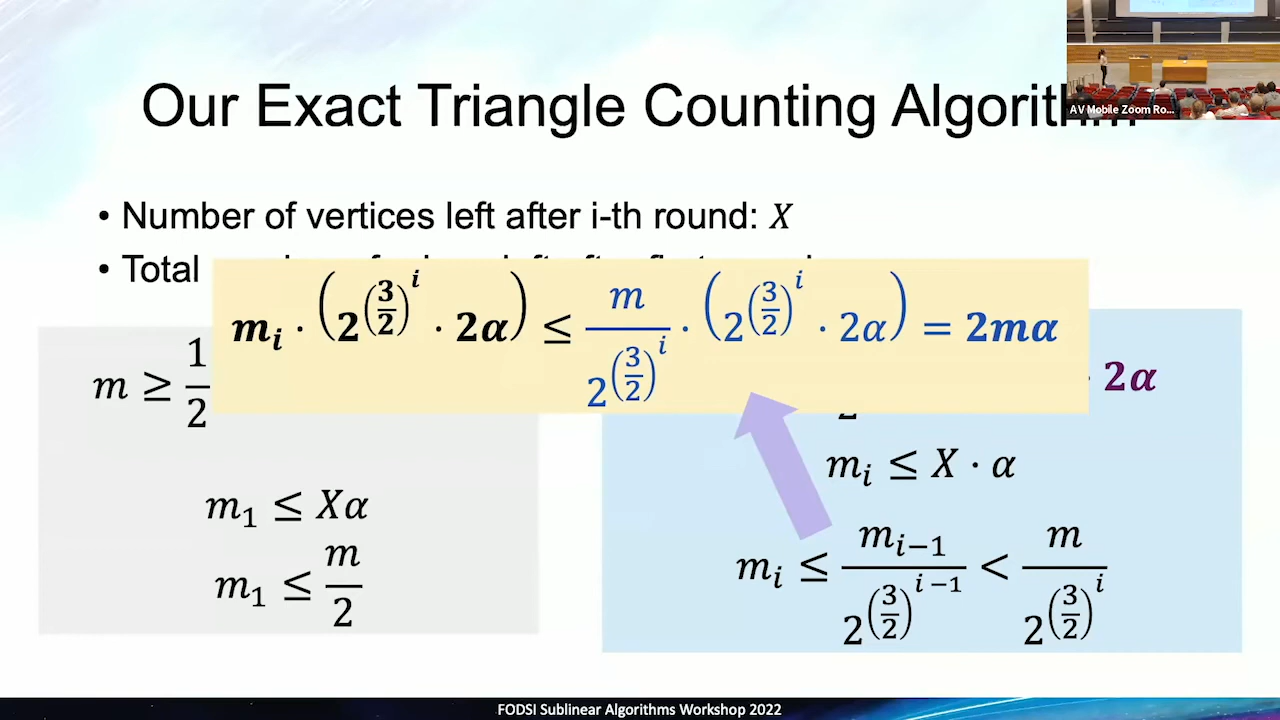 Our Exact Triangle Counting Algorithm
AV Mobile Zoom Ro...
• Number of vertices left after i-th round: X
• Total
m_i · (2^{(3/2)^i} · 2α) ≤ m / 2^{(3/2)^i} · (2^{(3/2)^i} · 2α) = 2mα
m ≥ 1/2
· 2α
m_i ≤ X · α
m_1 ≤ Xα
m_1 ≤ m/2
m_i ≤ m_{i−1} / 2^{(3/2)^{i−1}} < m / 2^{(3/2)^i}
FODSI Sublinear Algorithms Workshop 2022